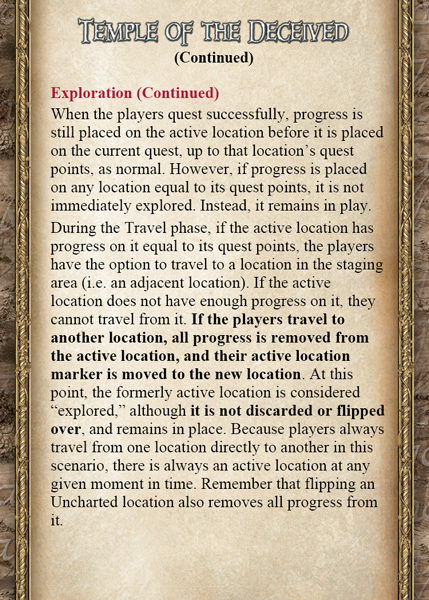 Temple of the Deceived
(Continued)
Exploration (Continued)
When the players quest successfully, progress is
still placed on the active location before it is placed
on the current quest, up to that location's quest
points, as normal. However, if progress is placed
on any location equal to its quest points, it is not
immediately explored. Instead, it remains in play.
During the Travel phase, if the active location has
progress on it equal to its quest points, the players
have the option to travel to a location in the staging
area (i.e. an adjacent location). If the active
location does not have enough progress on it, they
cannot travel from it. If the players travel to
another location, all progress is removed from
the active location, and their active location
marker is moved to the new location. At this
point, the formerly active location is considered
“explored,” although it is not discarded or flipped
over, and remains in place. Because players always
travel from one location directly to another in this
scenario, there is always an active location at any
given moment in time. Remember that flipping an
Uncharted location also removes all progress from
it.